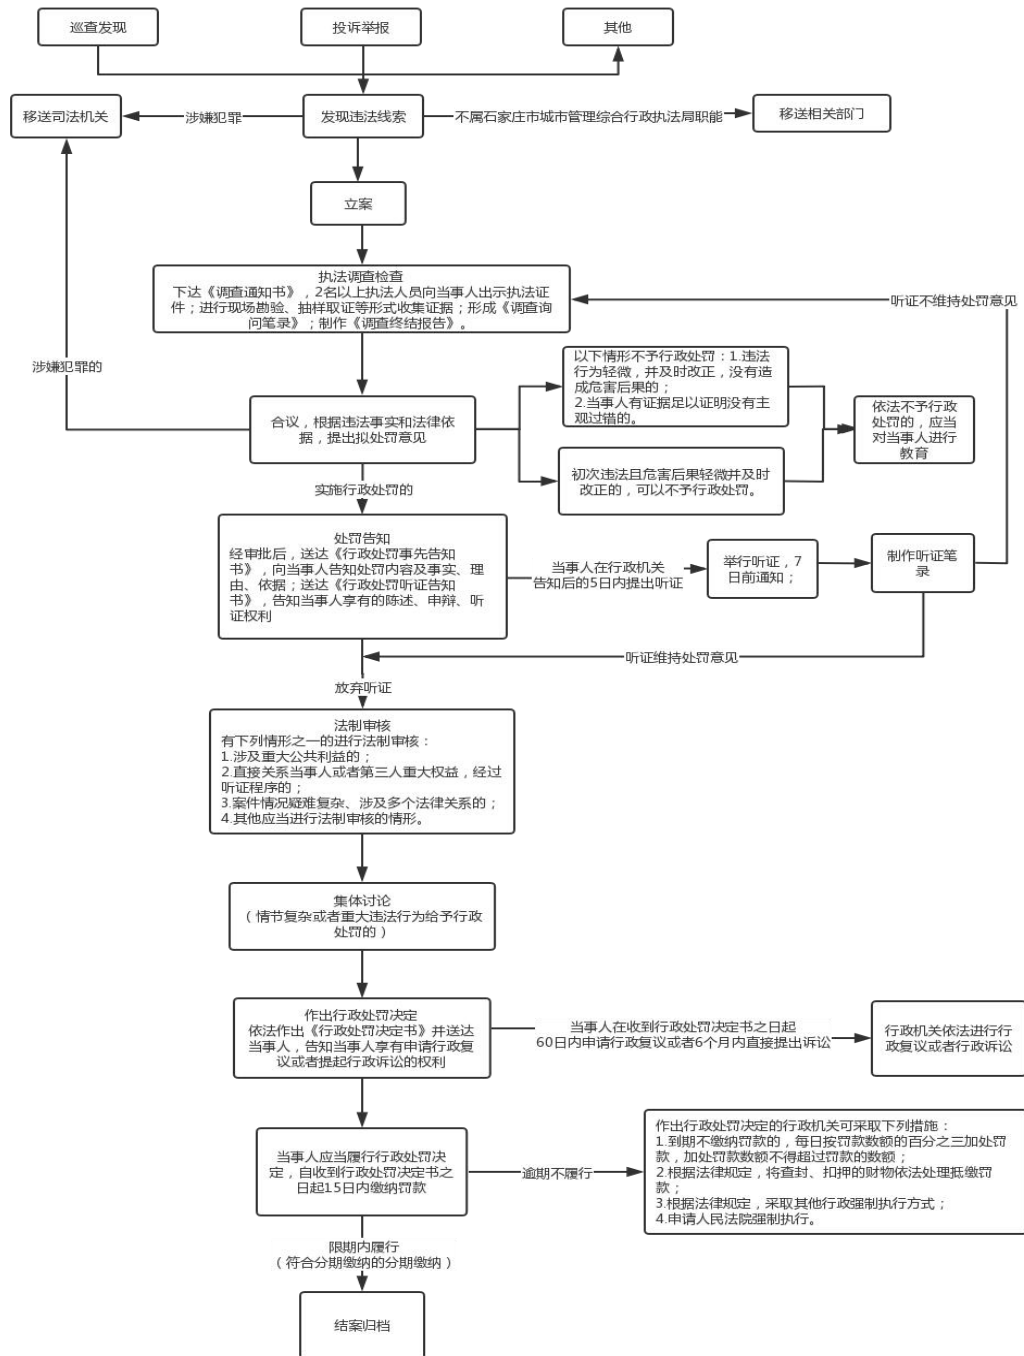 巡查发现
投诉举报
其他
移送司法机关
涉嫌犯罪
发现违法线索
不属石家庄市城市管理综合行政执法局职能
移送相关部门
立案
执法调查检查
下达《调查通知书》，2名以上执法人员向当事人出示执法证
件；进行现场勘验、抽样取证等形式收集证据；形成《调查询
问笔录》；制作《调查终结报告》。
听证不维持处罚意见
涉嫌犯罪的
合议，根据违法事实和法律依
据，提出拟处罚意见
以下情形不予行政处罚：1.违法
行为轻微，并及时改正，没有造
成危害后果的；
2.当事人有证据足以证明没有主
观过错的。
依法不予行政
处罚的，应当
对当事人进行
教育
初次违法且危害后果轻微并及时
改正的，可以不予行政处罚。
实施行政处罚的
处罚告知
经审批后，送达《行政处罚事先告知
书》，向当事人告知处罚内容及事实、理
由、依据；送达《行政处罚听证告知
书》，告知当事人享有的陈述、申辩、听
证权利
当事人在行政机关
告知后的5日内提出听证
举行听证，7
日前通知；
制作听证笔
录
听证维持处罚意见
放弃听证
法制审核
有下列情形之一的进行法制审核：
1.涉及重大公共利益的；
2.直接关系当事人或者第三人重大权益，经过
听证程序的；
3.案件情况疑难复杂、涉及多个法律关系的；
4.其他应当进行法制审核的情形。
集体讨论
（情节复杂或者重大违法行为给予行政
处罚的）
作出行政处罚决定
依法作出《行政处罚决定书》并送达
当事人，告知当事人享有申请行政复
议或者提起行政诉讼的权利
当事人在收到行政处罚决定书之日起
60日内申请行政复议或者6个月内直接提出诉讼
行政机关依法进行行
政复议或者行政诉讼
当事人应当履行行政处罚决
定，自收到行政处罚决定书之
日起15日内缴纳罚款
逾期不履行
作出行政处罚决定的行政机关可采取下列措施：
1.到期不缴纳罚款的，每日按罚款数额的百分之三加处罚
款，加处罚款数额不得超过罚款的数额；
2.根据法律规定，将查封、扣押的财物依法处理抵缴罚
款；
3.根据法律规定，采取其他行政强制执行方式；
4.申请人民法院强制执行。
限期内履行
（符合分期缴纳的分期缴纳）
结案归档